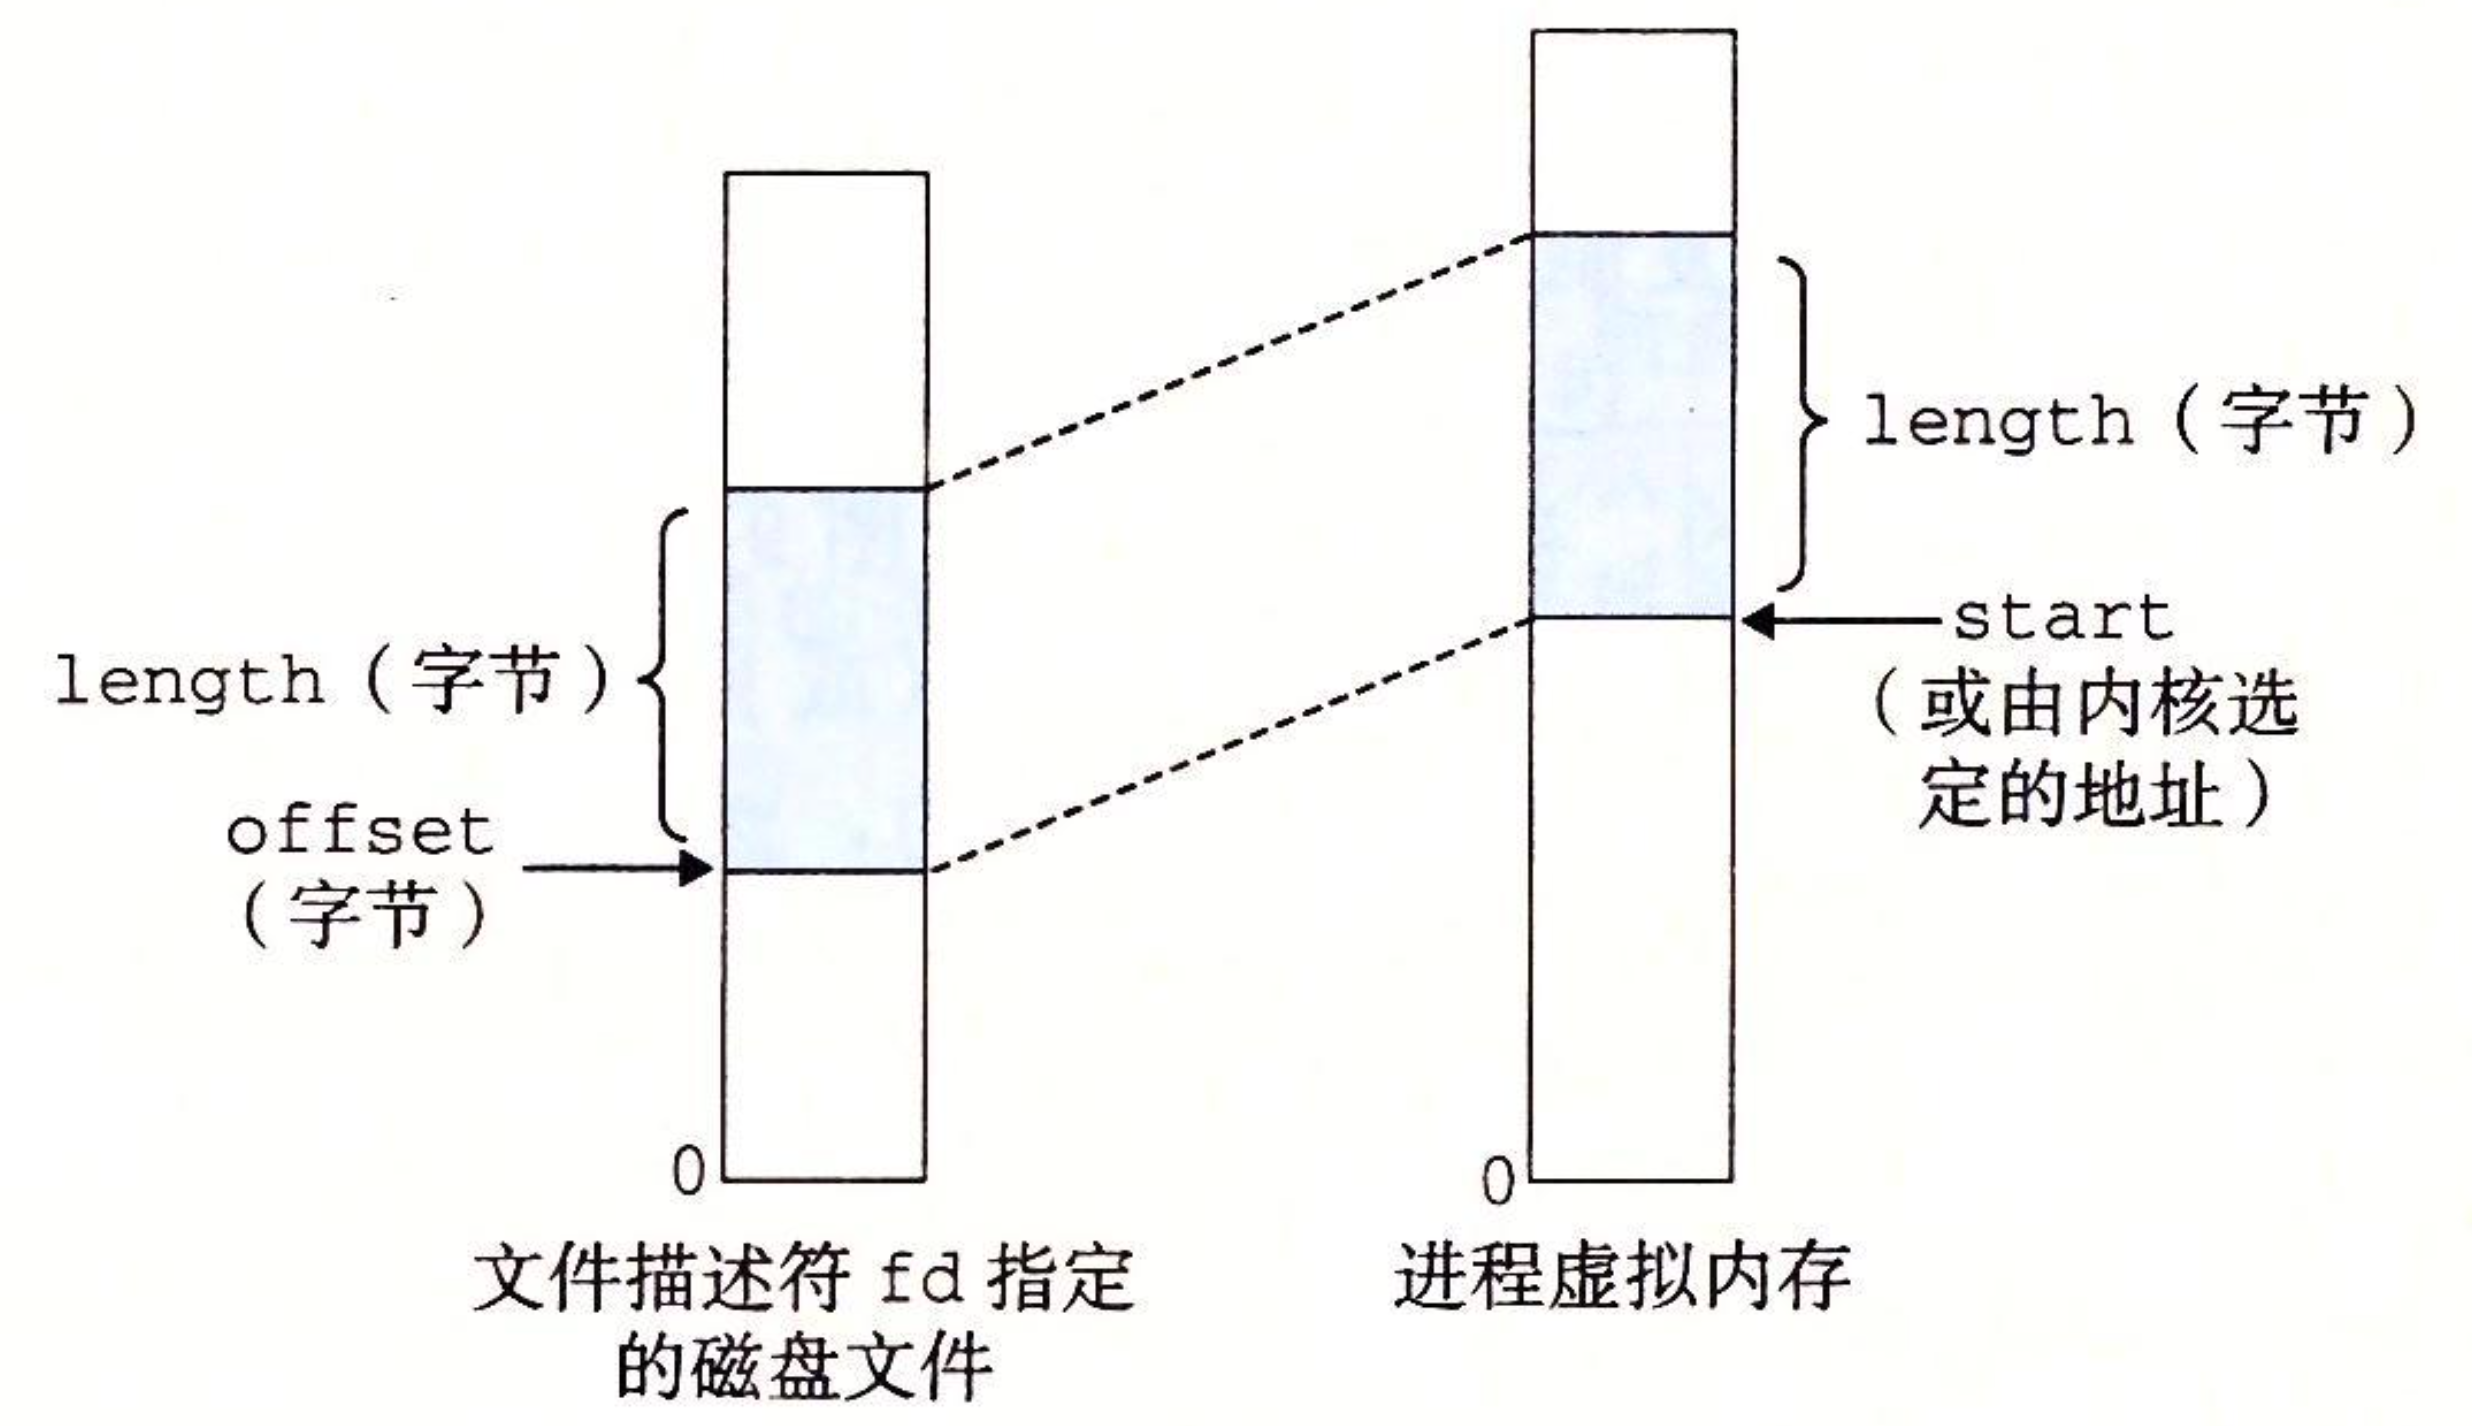 length（字节）
offset
（字节）
0
文件描述符 fd 指定
的磁盘文件
length（字节）
start
（或由内核选
定的地址）
0
进程虚拟内存